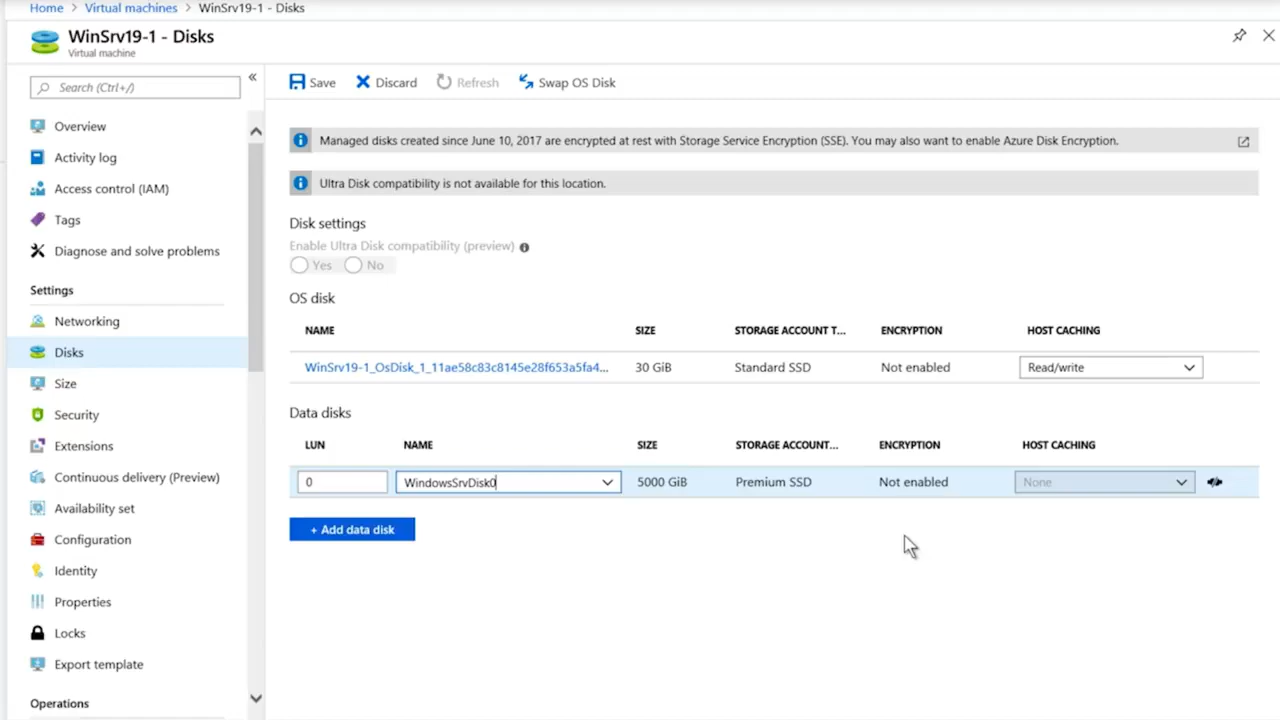 Home > Virtual machines > WinSrv19-1 - Disks
WinSrv19-1 - Disks
Virtual machine
Search (Ctrl+/)
«
Overview
Activity log
Access control (IAM)
Tags
Diagnose and solve problems
Settings
Networking
Disks
Size
Security
Extensions
Continuous delivery (Preview)
Availability set
Configuration
Identity
Properties
Locks
Export template
Operations
Save Discard Refresh Swap OS Disk
Managed disks created since June 10, 2017 are encrypted at rest with Storage Service Encryption (SSE). You may also want to enable Azure Disk Encryption.
Ultra Disk compatibility is not available for this location.
Disk settings
Enable Ultra Disk compatibility (preview)
Yes No
OS disk
NAME SIZE STORAGE ACCOUNT T... ENCRYPTION HOST CACHING
WinSrv19-1_OsDisk_1_11ae58c83c8145e28f653a5fa4... 30 GiB Standard SSD Not enabled Read/write
Data disks
LUN NAME SIZE STORAGE ACCOUNT... ENCRYPTION HOST CACHING
0 WindowsSrvDisk0 5000 GiB Premium SSD Not enabled None
+ Add data disk